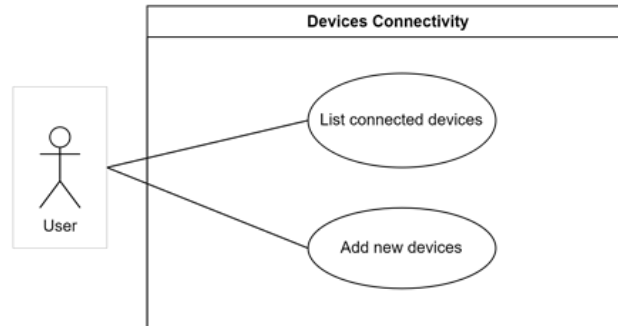 Devices Connectivity
List connected devices
User
Add new devices